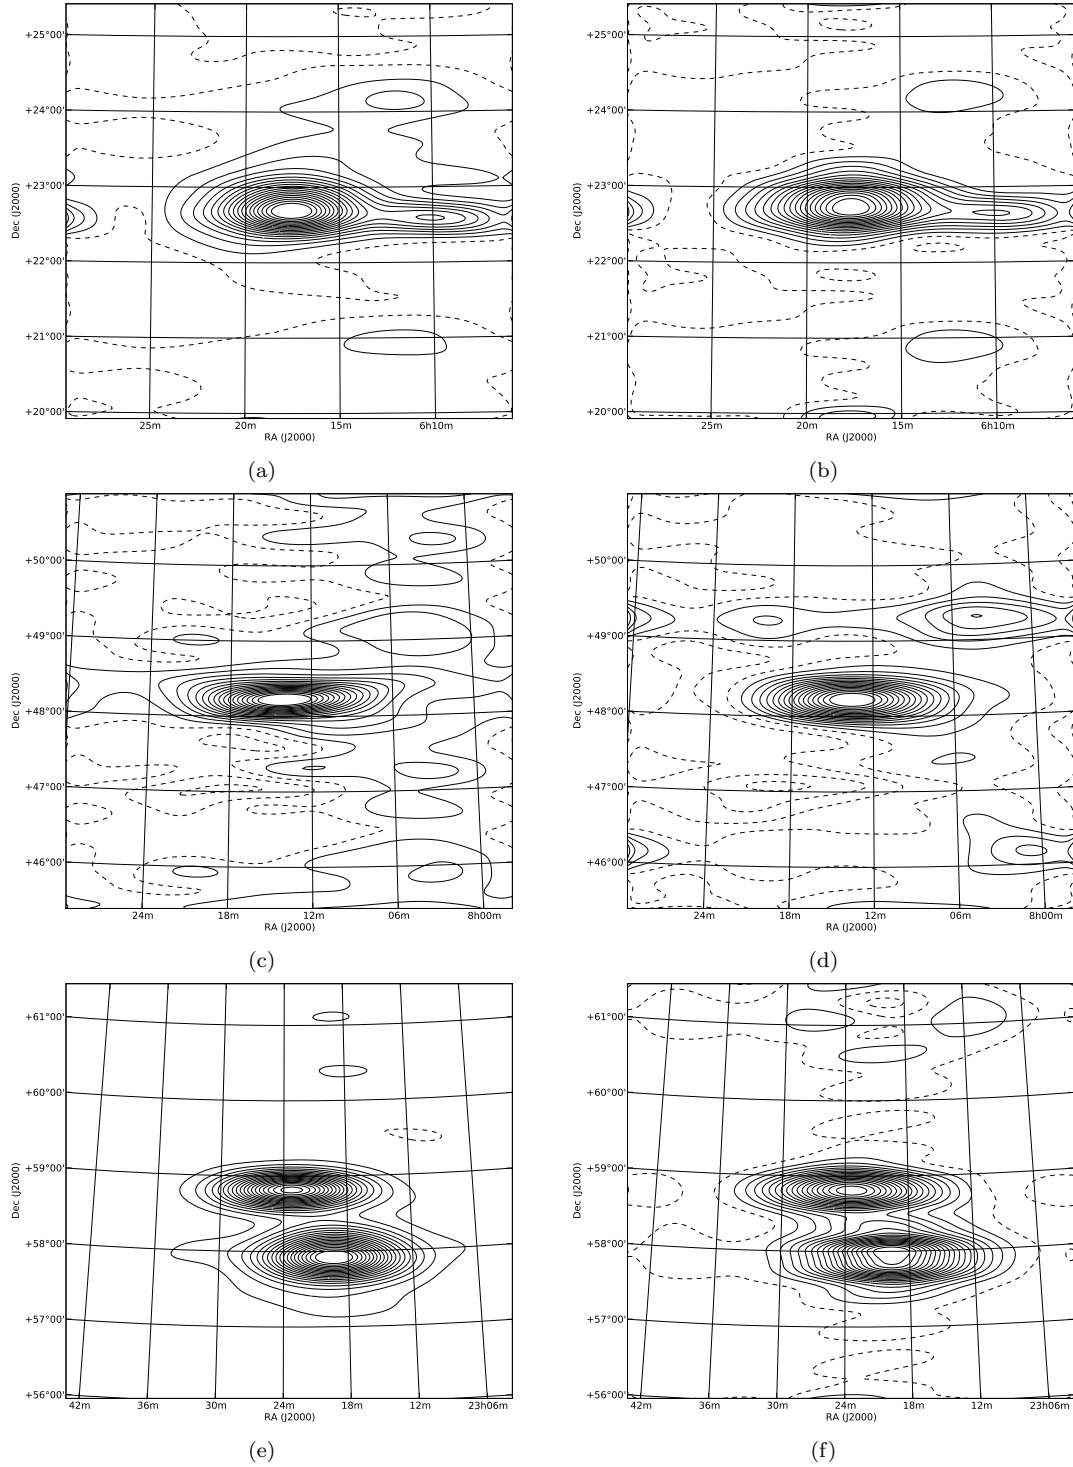 +25°00'
+24°00'
+23°00'
+22°00'
+21°00'
+20°00'
Dec (J2000)
25m 20m 15m 6h10m
RA (J2000)
(a)
+25°00'
+24°00'
+23°00'
+22°00'
+21°00'
+20°00'
Dec (J2000)
25m 20m 15m 6h10m
RA (J2000)
(b)
+50°00'
+49°00'
+48°00'
+47°00'
+46°00'
Dec (J2000)
24m 18m 12m 06m 8h00m
RA (J2000)
(c)
+50°00'
+49°00'
+48°00'
+47°00'
+46°00'
Dec (J2000)
24m 18m 12m 06m 8h00m
RA (J2000)
(d)
+61°00'
+60°00'
+59°00'
+58°00'
+57°00'
+56°00'
Dec (J2000)
42m 36m 30m 24m 18m 12m 23h06m
RA (J2000)
(e)
+61°00'
+60°00'
+59°00'
+58°00'
+57°00'
+56°00'
Dec (J2000)
42m 36m 30m 24m 18m 12m 23h06m
RA (J2000)
(f)